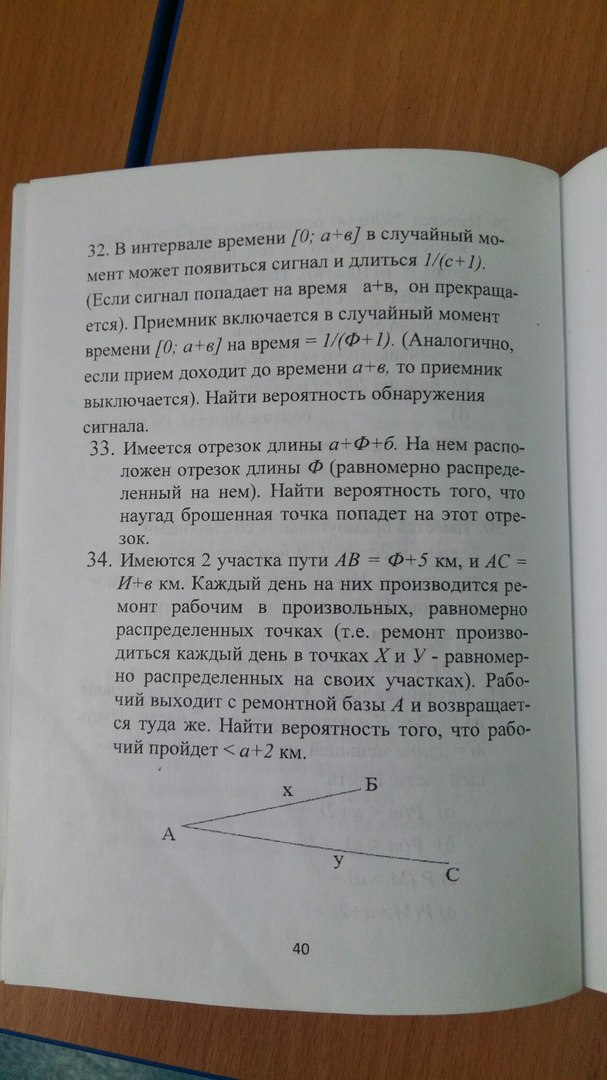 32. В интервале времени [0; а+в] в случайный мо-
мент может появиться сигнал и длиться 1/(с+1).
(Если сигнал попадает на время а+в, он прекраща-
ется). Приемник включается в случайный момент
времени [0; а+в] на время = 1/(Ф+1). (Аналогично,
если прием доходит до времени а+в, то приемник
выключается). Найти вероятность обнаружения
сигнала.
33. Имеется отрезок длины а+Ф+б. На нем распо-
ложен отрезок длины Ф (равномерно распреде-
ленный на нем). Найти вероятность того, что
наугад брошенная точка попадет на этот отре-
зок.
34. Имеются 2 участка пути АВ = Ф+5 км, и АС =
И+в км. Каждый день на них производится ре-
монт рабочим в произвольных, равномерно
распределенных точках (т.е. ремонт произво-
диться каждый день в точках Х и У - равномер-
но распределенных на своих участках). Рабо-
чий выходит с ремонтной базы А и возвращает-
ся туда же. Найти вероятность того, что рабо-
чий пройдет < а+2 км.
х
Б
А
у
С
40